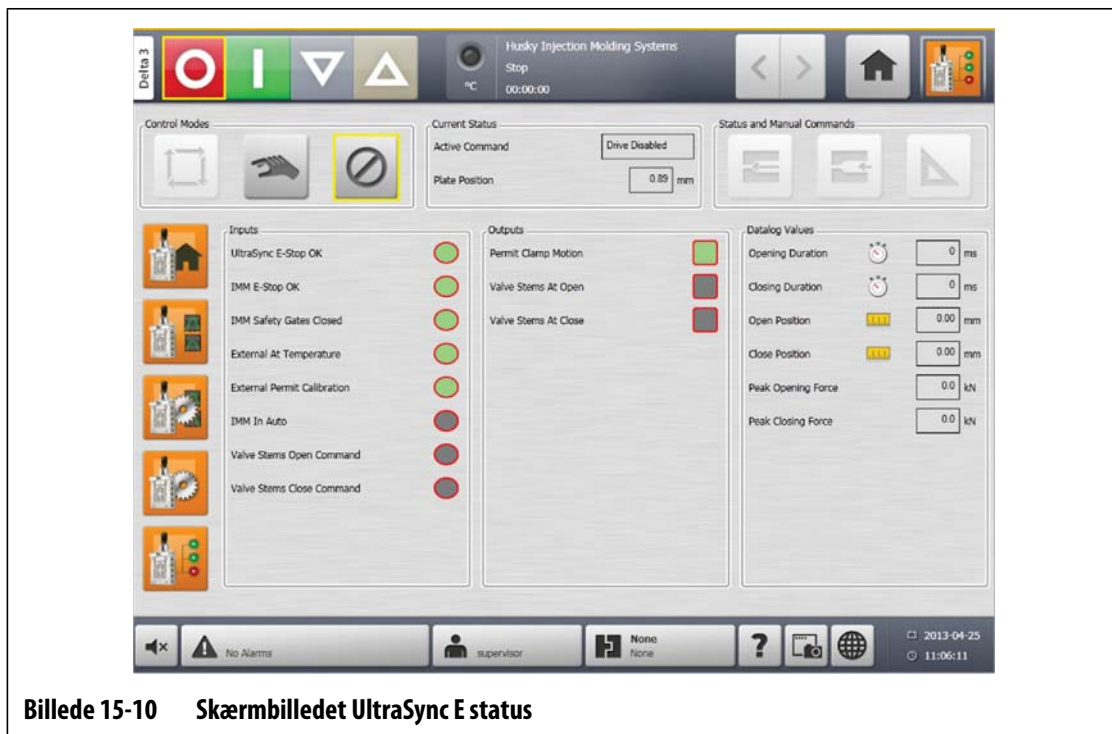 Delta 3
°C
Husky Injection Molding Systems
Stop
00:00:00
Control Modes
Current Status
Active Command
Drive Disabled
Plate Position
0.89 mm
Status and Manual Commands
Inputs
UltraSync E-Stop OK
IMM E-Stop OK
IMM Safety Gates Closed
External At Temperature
External Permit Calibration
IMM In Auto
Valve Stems Open Command
Valve Stems Close Command
Outputs
Permit Clamp Motion
Valve Stems At Open
Valve Stems At Close
Datalog Values
Opening Duration 0 ms
Closing Duration 0 ms
Open Position 0.00 mm
Close Position 0.00 mm
Peak Opening Force 0.0 kN
Peak Closing Force 0.0 kN
No Alarms
supervisor
None
None
?
2013-04-25
11:06:11
Billede 15-10 Skærmbilledet UltraSync E status